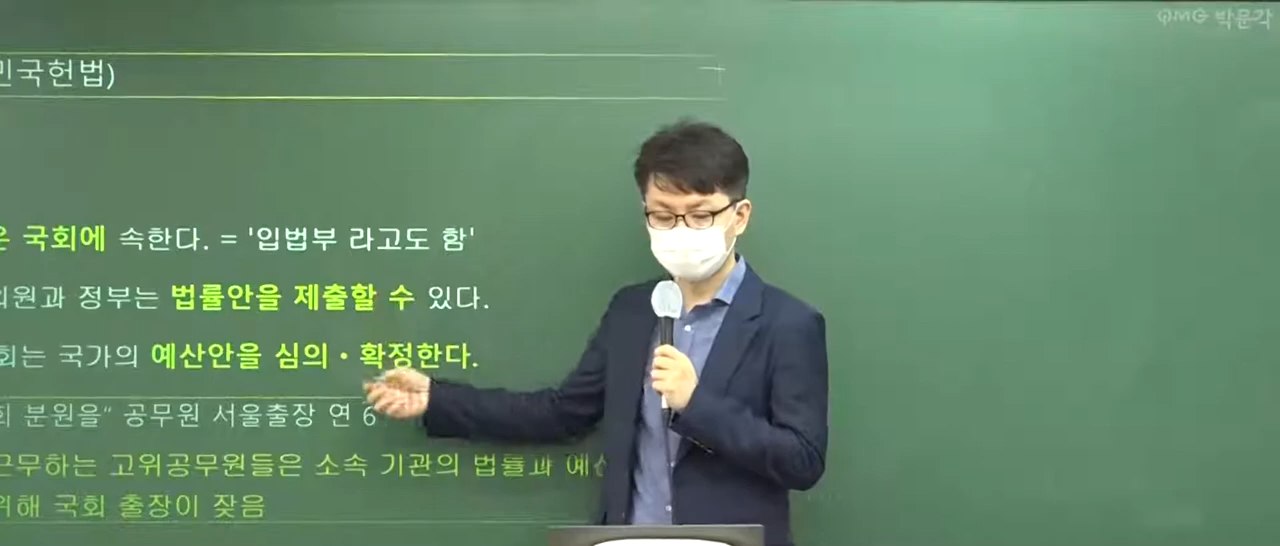 QMG 박문각
민국헌법)
은 국회에 속한다. = '입법부 라고도 함'
의원과 정부는 법률안을 제출할 수 있다.
회는 국가의 예산안을 심의・확정한다.
회 분원을“ 공무원 서울출장 연 6
근무하는 고위공무원들은 소속 기관의 법률과 예산
위해 국회 출장이 잦음